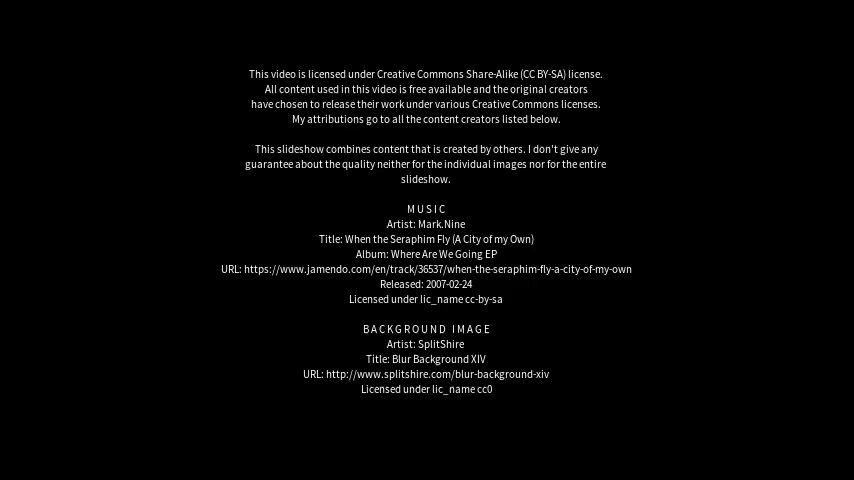 This video is licensed under Creative Commons Share-Alike (CC BY-SA) license.
All content used in this video is free available and the original creators
have chosen to release their work under various Creative Commons licenses.
My attributions go to all the content creators listed below.
This slideshow combines content that is created by others. I don't give any
guarantee about the quality neither for the individual images nor for the entire
slideshow.
MUSIC
Artist: Mark.Nine
Title: When the Seraphim Fly (A City of my Own)
Album: Where Are We Going EP
URL: https://www.jamendo.com/en/track/36537/when-the-seraphim-fly-a-city-of-my-own
Released: 2007-02-24
Licensed under lic_name cc-by-sa
BACKGROUND IMAGE
Artist: SplitShire
Title: Blur Background XIV
URL: http://www.splitshire.com/blur-background-xiv
Licensed under lic_name cc0